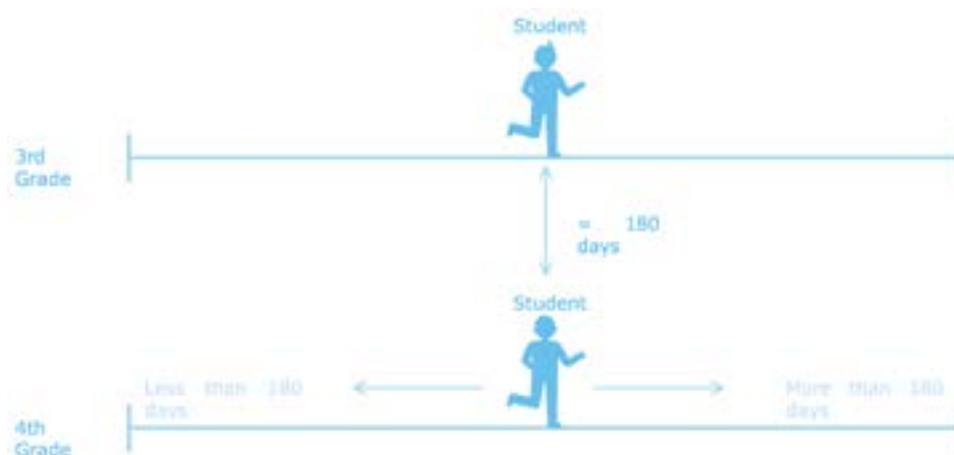 Student
3rd
Grade
= 180
days
Student
Less than 180
days
More than 180
days
4th
Grade